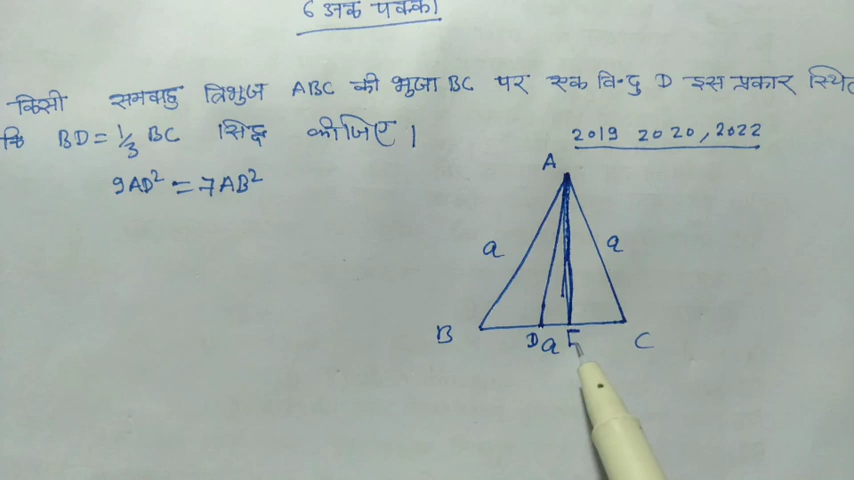 6 अंक पक्का
किसी समबाहु त्रिभुज ABC की भुजा BC पर एक विन्दु D इस प्रकार स्थित
कि BD = 1/3 BC सिद्ध कीजिए ।
2019 2020, 2022
9AD² = 7AB²
A
a a
B D a E C